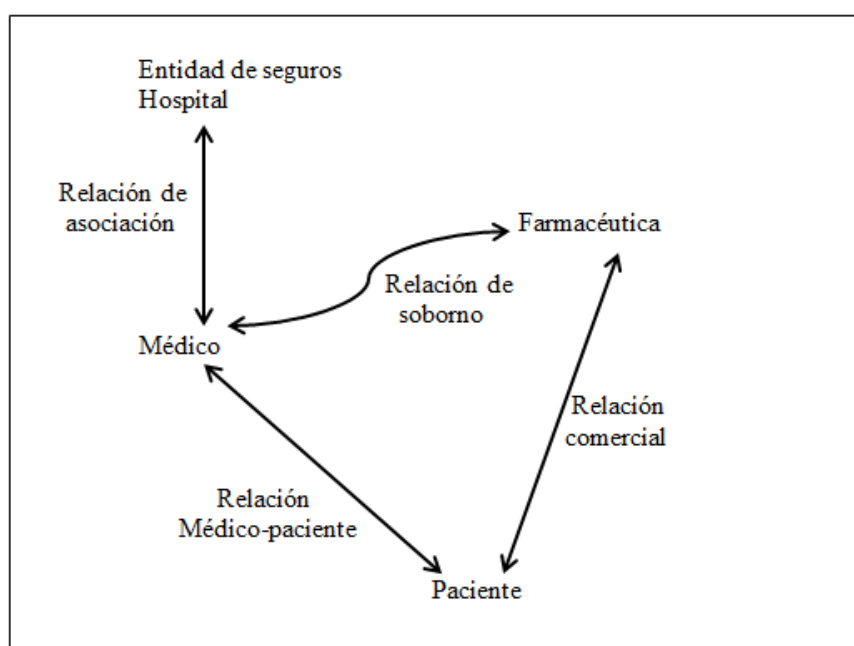 Entidad de seguros
Hospital
Relación de
asociación
Farmacéutica
Relación de
soborno
Médico
Relación
comercial
Relación
Médico-paciente
Paciente